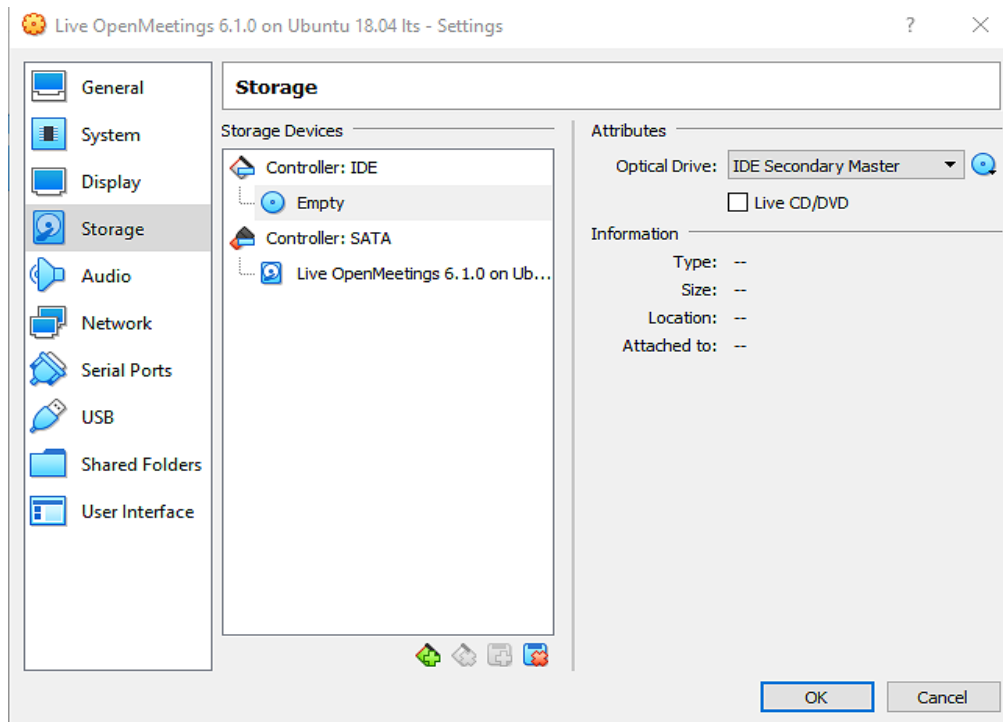 Live OpenMeetings 6.1.0 on Ubuntu 18.04 lts - Settings
?
General
System
Display
Storage
Audio
Network
Serial Ports
USB
Shared Folders
User Interface
Storage
Storage Devices
Controller: IDE
Empty
Controller: SATA
Live OpenMeetings 6.1.0 on Ub...
Attributes
Optical Drive: IDE Secondary Master
Live CD/DVD
Information
Type: --
Size: --
Location: --
Attached to: --
OK Cancel